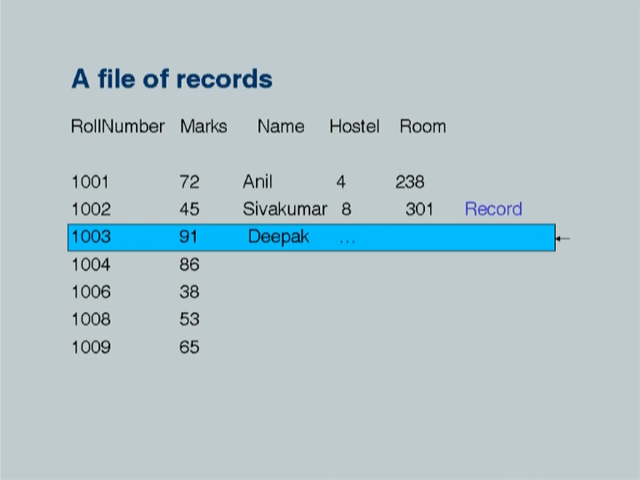 A file of records
RollNumber Marks Name Hostel Room
1001 72 Anil 4 238
1002 45 Sivakumar 8 301 Record
1003 91 Deepak ...
1004 86
1006 38
1008 53
1009 65